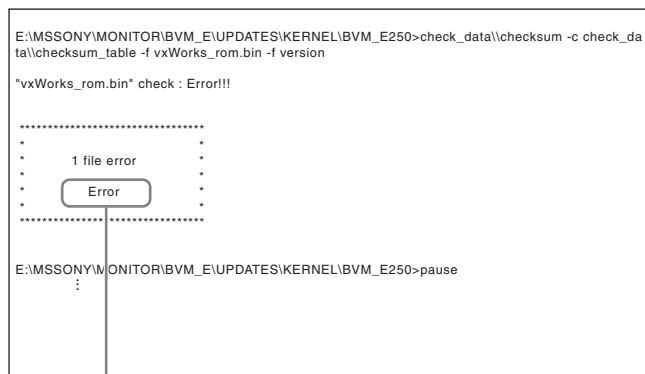 E:\MSSONY\MONITOR\BVM_E\UPDATES\KERNEL\BVM_E250>check_data\\checksum -c check_da
ta\\checksum_table -f vxWorks_rom.bin -f version
"vxWorks_rom.bin" check : Error!!!
*********************************
* *
* 1 file error *
* *
* Error *
* *
*********************************
E:\MSSONY\MONITOR\BVM_E\UPDATES\KERNEL\BVM_E250>pause
⋮